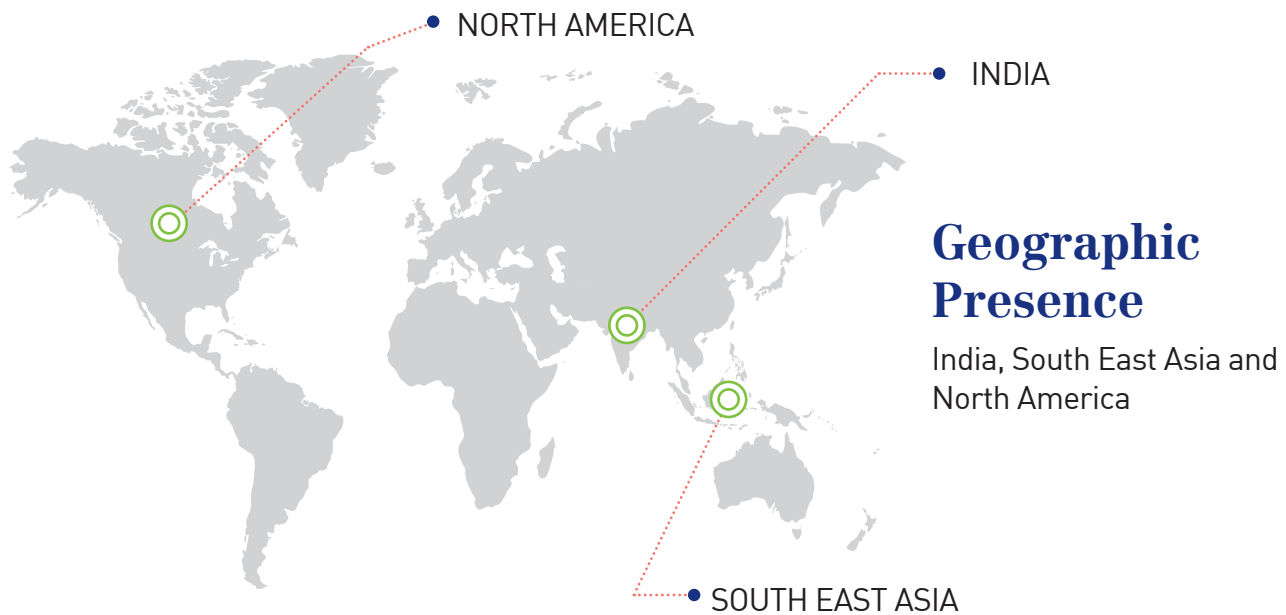 NORTH AMERICA
INDIA
Geographic
Presence
India, South East Asia and
North America
SOUTH EAST ASIA